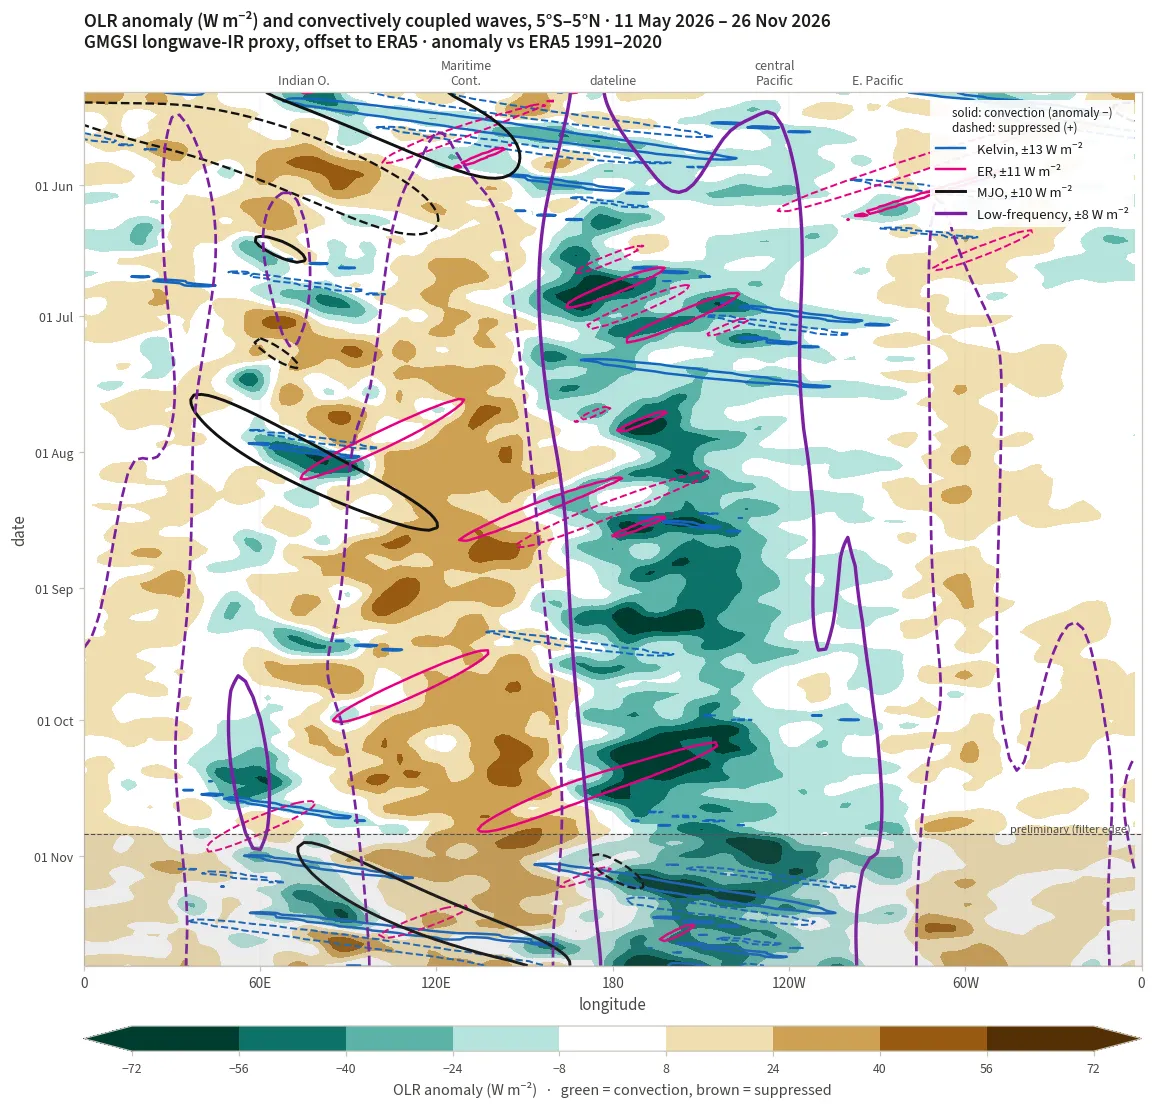 OLR anomaly (W m⁻²) and convectively coupled waves, 5°S–5°N · 11 May 2026 – 26 Nov 2026
GMGSI longwave-IR proxy, offset to ERA5 · anomaly vs ERA5 1991–2020
Indian O.
Maritime
Cont.
dateline
central
Pacific
E. Pacific
solid: convection (anomaly −)
dashed: suppressed (+)
Kelvin, ±13 W m⁻²
ER, ±11 W m⁻²
MJO, ±10 W m⁻²
Low-frequency, ±8 W m⁻²
01 Jun
01 Jul
01 Aug
01 Sep
01 Oct
01 Nov
date
preliminary (filter edge)
0
60E
120E
180
120W
60W
0
longitude
−72
−56
−40
−24
−8
8
24
40
56
72
OLR anomaly (W m⁻²) · green = convection, brown = suppressed